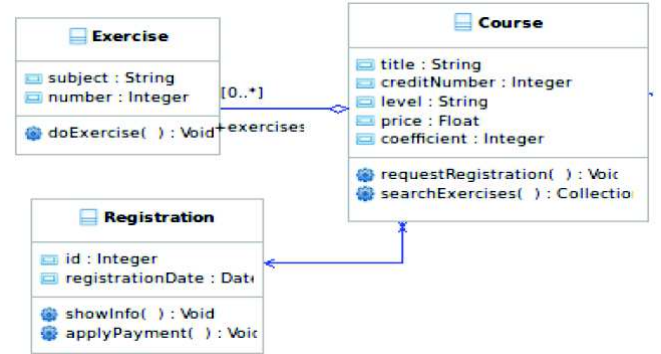 Exercise
subject : String
number : Integer
doExercise( ) : Void
[0..*]
+exercises
Course
title : String
creditNumber : Integer
level : String
price : Float
coefficient : Integer
requestRegistration( ) : Voic
searchExercises( ) : Collectio
Registration
id : Integer
registrationDate : Date
showInfo( ) : Void
applyPayment( ) : Voic